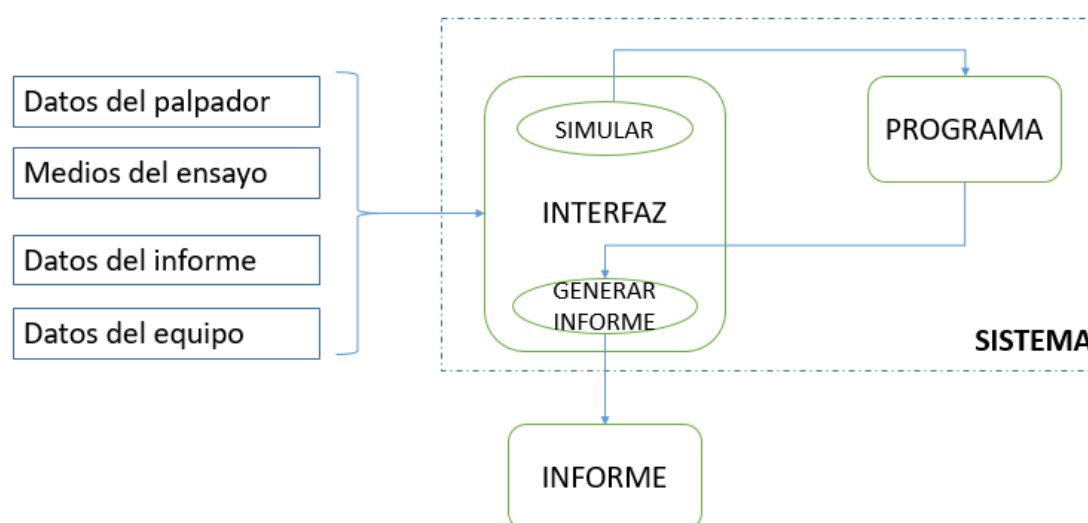 Datos del palpador
Medios del ensayo
Datos del informe
Datos del equipo
SIMULAR
INTERFAZ
GENERAR
INFORME
PROGRAMA
SISTEMA
INFORME